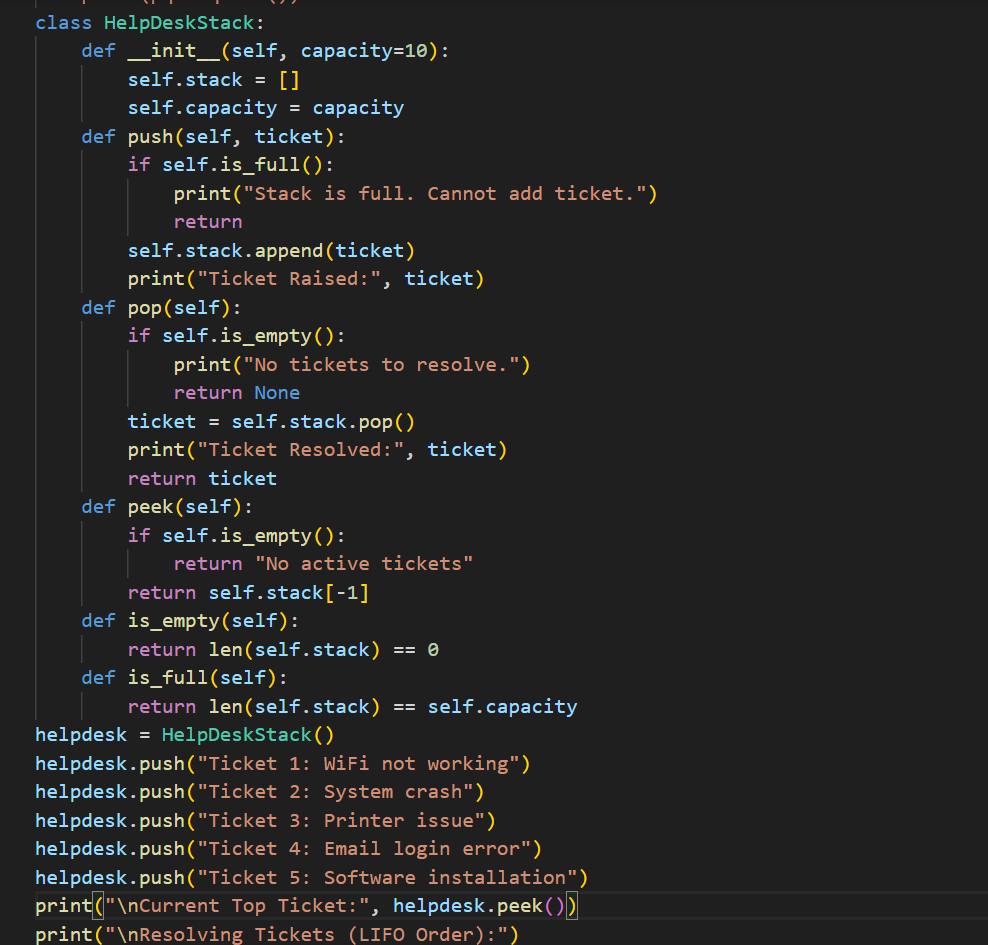 class HelpDeskStack:
    def __init__(self, capacity=10):
        self.stack = []
        self.capacity = capacity
    def push(self, ticket):
        if self.is_full():
            print("Stack is full. Cannot add ticket.")
            return
        self.stack.append(ticket)
        print("Ticket Raised:", ticket)
    def pop(self):
        if self.is_empty():
            print("No tickets to resolve.")
            return None
        ticket = self.stack.pop()
        print("Ticket Resolved:", ticket)
        return ticket
    def peek(self):
        if self.is_empty():
            return "No active tickets"
        return self.stack[-1]
    def is_empty(self):
        return len(self.stack) == 0
    def is_full(self):
        return len(self.stack) == self.capacity
helpdesk = HelpDeskStack()
helpdesk.push("Ticket 1: WiFi not working")
helpdesk.push("Ticket 2: System crash")
helpdesk.push("Ticket 3: Printer issue")
helpdesk.push("Ticket 4: Email login error")
helpdesk.push("Ticket 5: Software installation")
print("\nCurrent Top Ticket:", helpdesk.peek())
print("\nResolving Tickets (LIFO Order):")